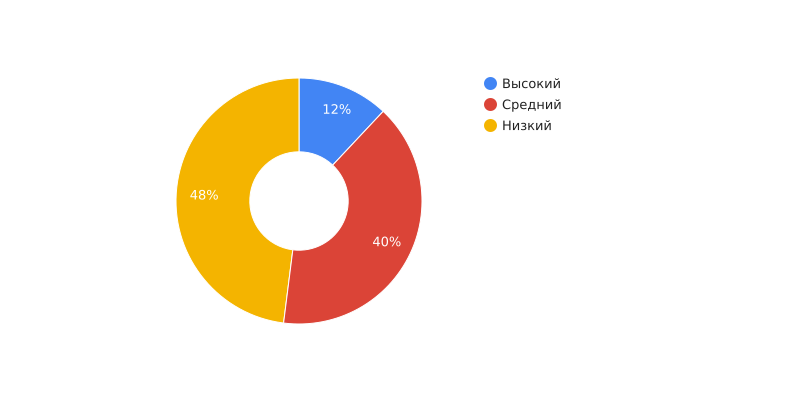 12%
40%
48%
Высокий
Средний
Низкий